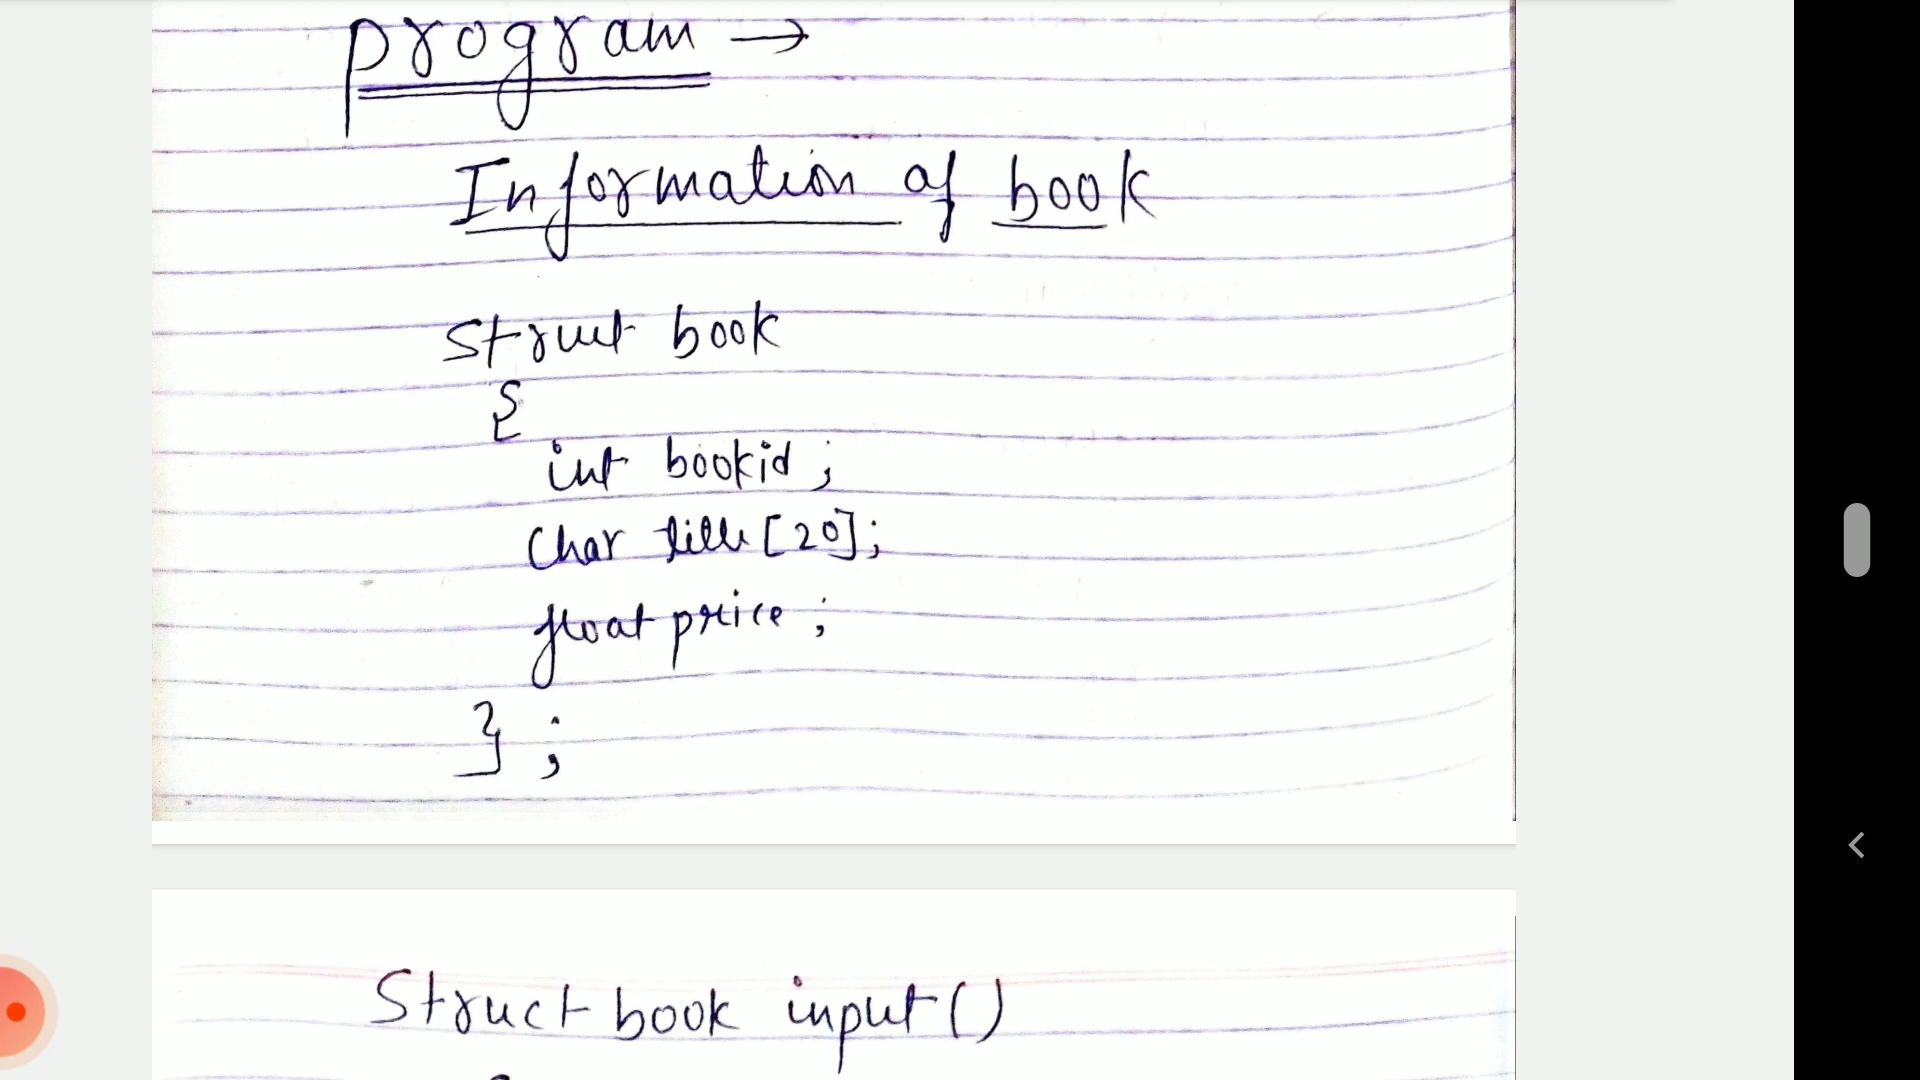 program →
Information of book
struct book
{
int bookid;
Char title [20];
float price;
};
Struct book input()